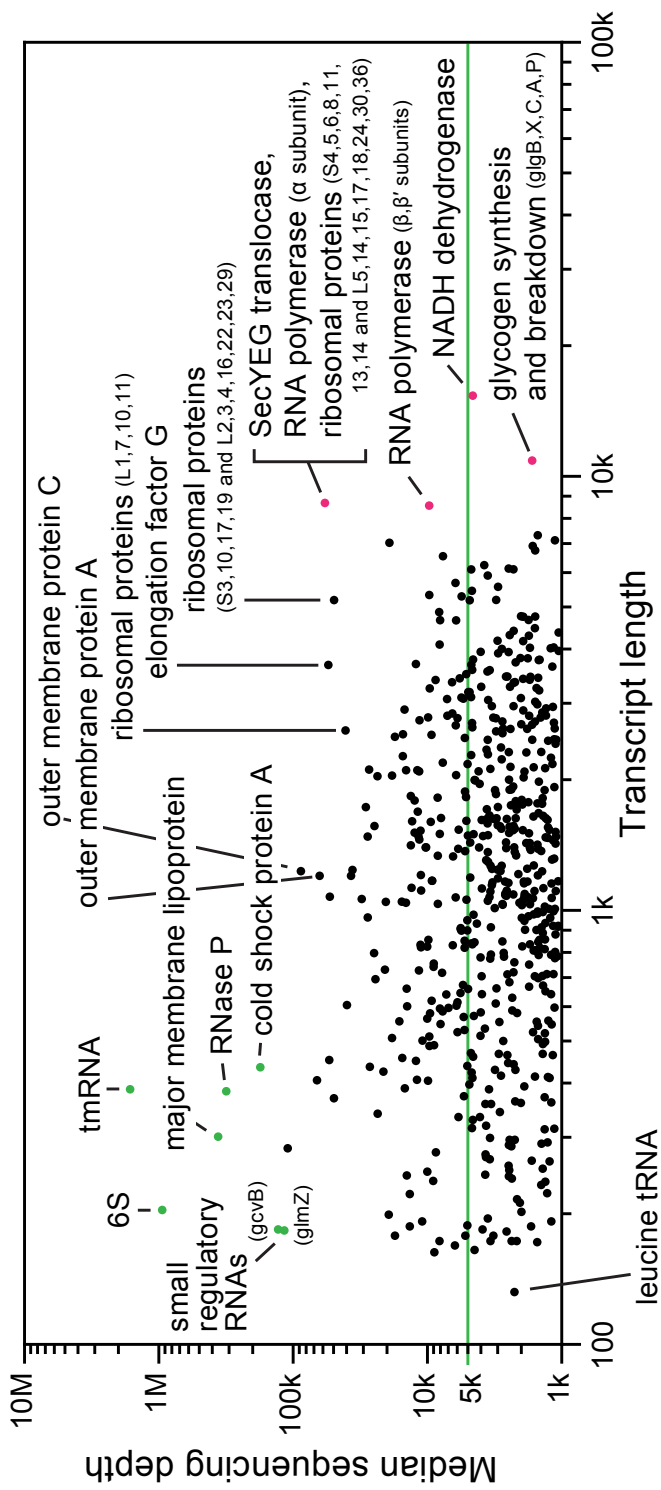 10M
1M
100k
10k
5k
1k
Median sequencing depth
100
1k
10k
100k
Transcript length
6S
tmRNA
small
regulatory
RNAs
(gcvB)
(glmZ)
major membrane lipoprotein
RNase P
cold shock protein A
outer membrane protein C
outer membrane protein A
ribosomal proteins (L1,7,10,11)
elongation factor G
ribosomal proteins
(S3,10,17,19 and L2,3,4,16,22,23,29)
SecYEG translocase,
RNA polymerase (α subunit),
ribosomal proteins (S4,5,6,8,11,
13,14 and L5,14,15,17,18,24,30,36)
RNA polymerase (β,β′ subunits)
NADH dehydrogenase
glycogen synthesis
and breakdown (glgB,X,C,A,P)
leucine tRNA